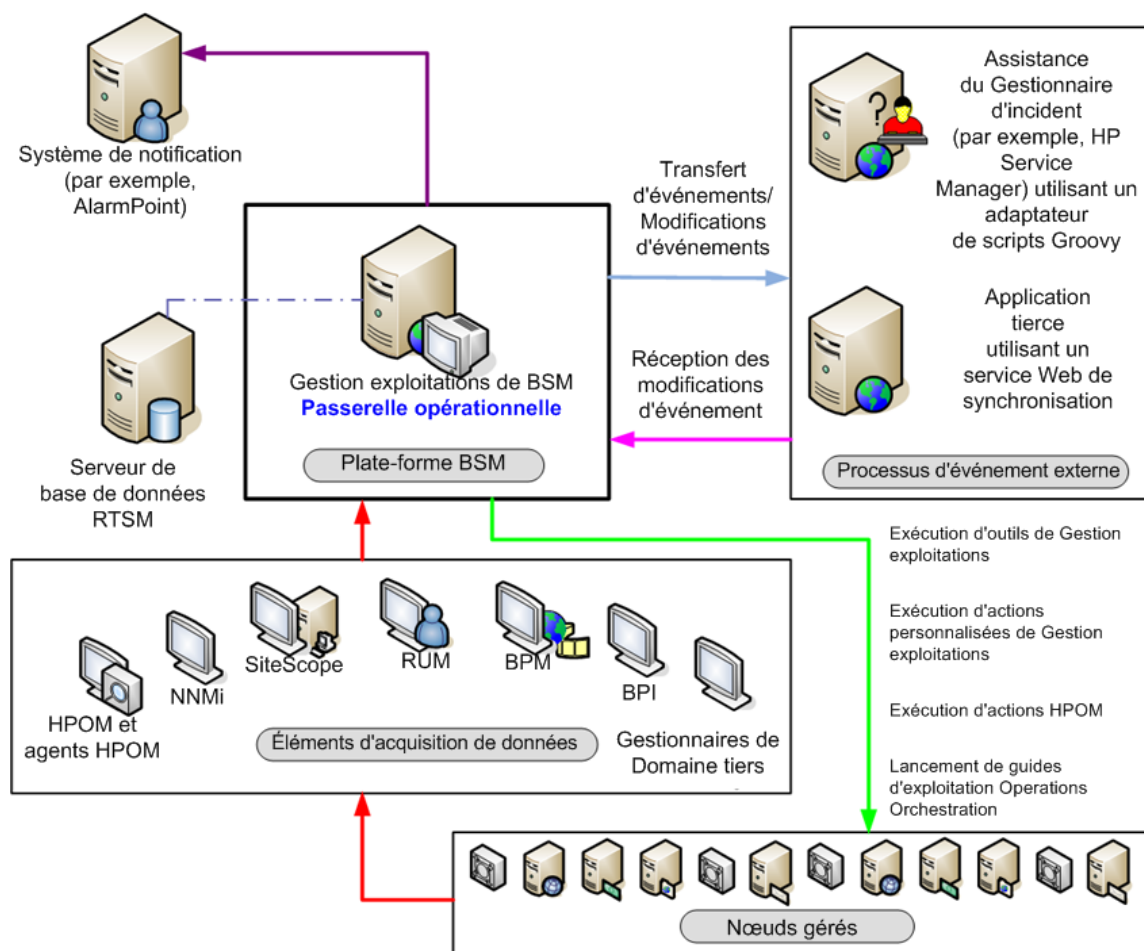 Système de notification
(par exemple,
AlarmPoint)
Assistance
du Gestionnaire
d'incident
(par exemple, HP
Service
Manager) utilisant un
adaptateur
de scripts Groovy
Transfert
d'événements/
Modifications
d'événements
Application
tierce
utilisant un
service Web de
synchronisation
Réception des
modifications
d'événement
Gestion exploitations de BSM
Passerelle opérationnelle
Plate-forme BSM
Processus d'événement externe
Serveur de
base de données
RTSM
Exécution d'outils de Gestion
exploitations
Exécution d'actions
personnalisées de Gestion
exploitations
Exécution d'actions HPOM
Lancement de guides
d'exploitation Operations
Orchestration
HPOM et
agents HPOM
NNMi
SiteScope
RUM
BPM
BPI
Gestionnaires de
Domaine tiers
Éléments d'acquisition de données
Nœuds gérés